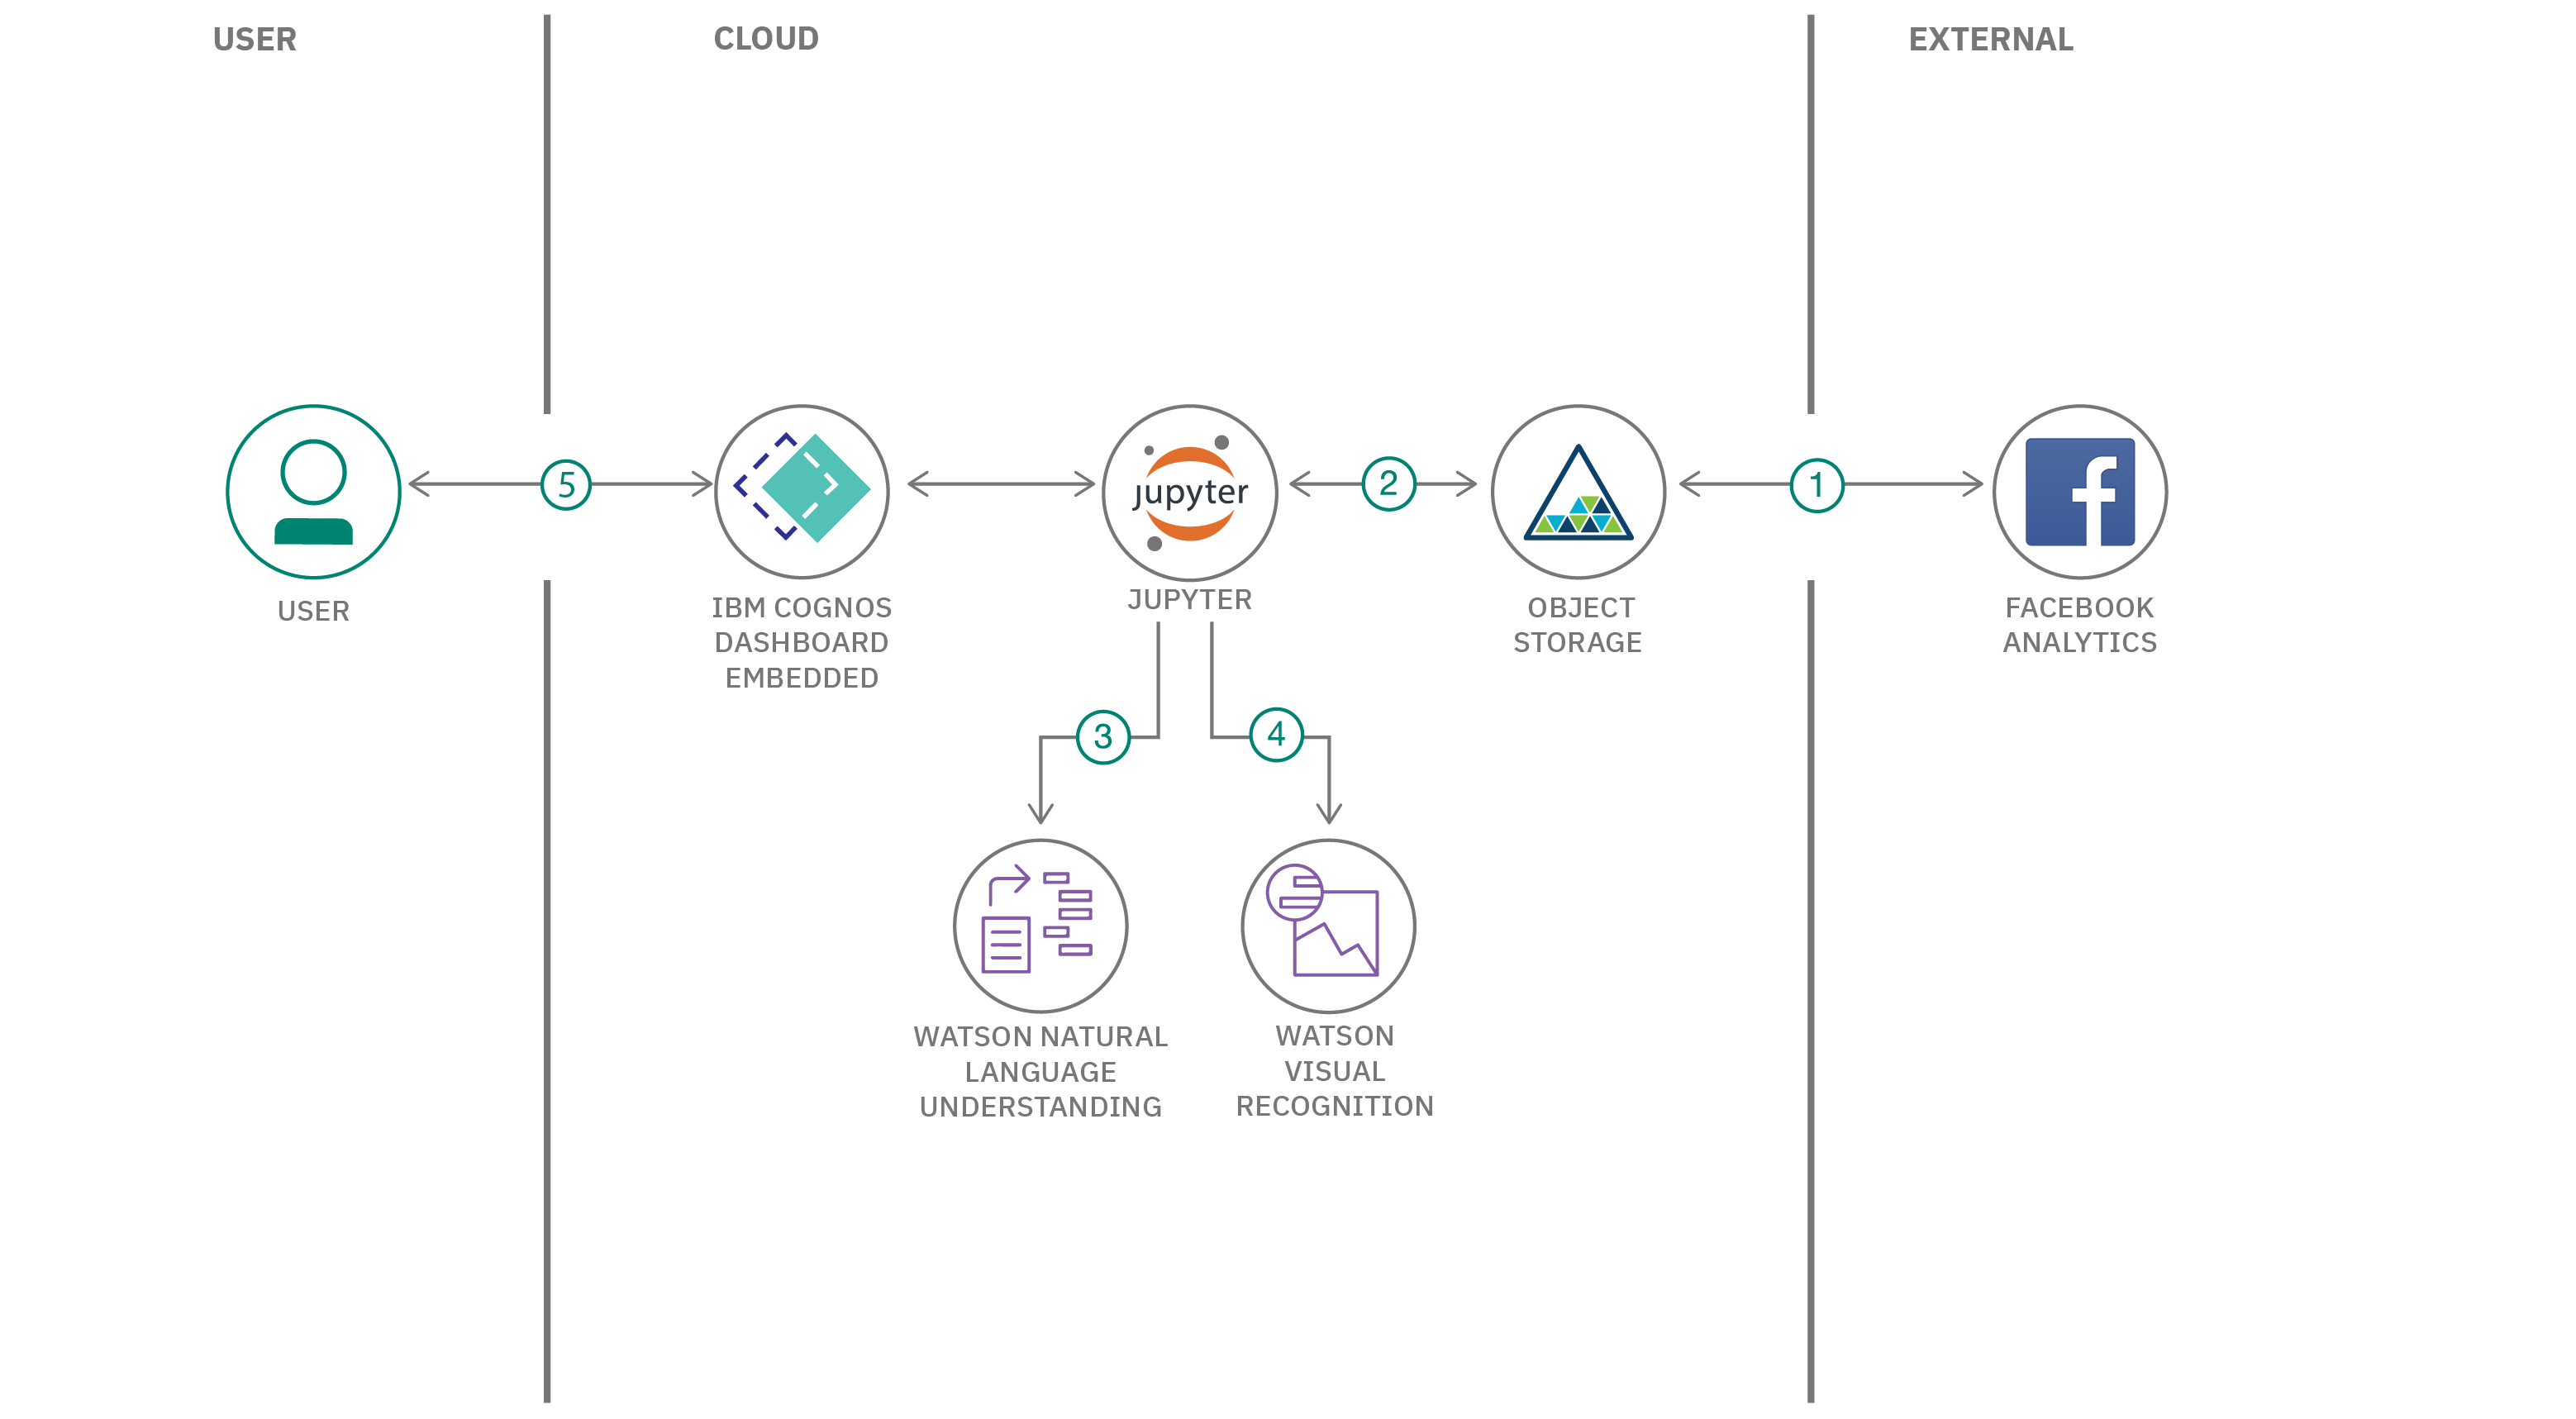 USER
CLOUD
EXTERNAL
5
2
1
jupyter
f
USER
IBM COGNOS
DASHBOARD
EMBEDDED
JUPYTER
OBJECT
STORAGE
FACEBOOK
ANALYTICS
3
4
WATSON NATURAL
LANGUAGE
UNDERSTANDING
WATSON
VISUAL
RECOGNITION